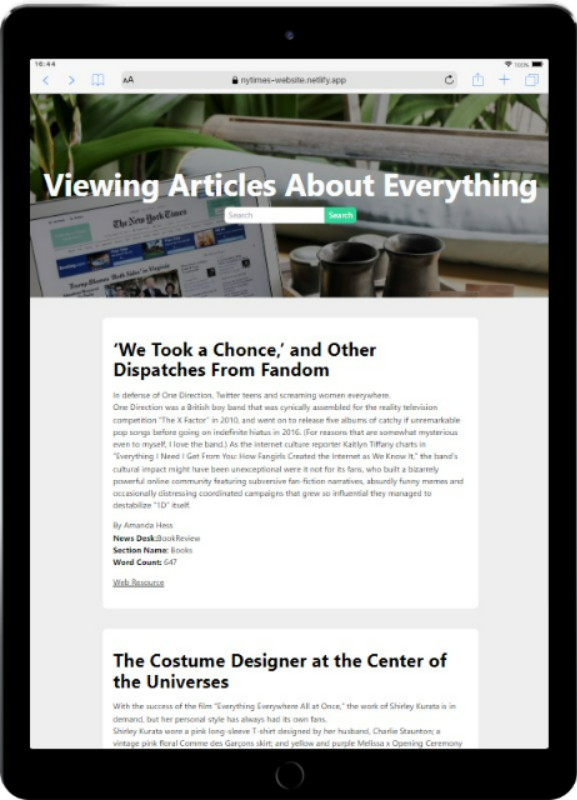 16:44
100%
AA
nytimes-website.netlify.app
Viewing Articles About Everything
Search
Search
The New York Times
Trump Blames 'Both Sides' in Virginia
'We Took a Chonce,' and Other
Dispatches From Fandom
In defense of One Direction, Twitter teens and screaming women everywhere.
One Direction was a British boy band that was cynically assembled for the reality television
competition "The X Factor" in 2010, and went on to release five albums of catchy if unremarkable
pop songs before going on indefinite hiatus in 2016. (For reasons that are somewhat mysterious
even to myself, I love the band.) As the internet culture reporter Kaitlyn Tiffany charts in
"Everything I Need I Get From You: How Fangirls Created the Internet as We Know It," the band's
cultural impact might have been unexceptional were it not for its fans, who built a bizarrely
powerful online community featuring subversive fan-fiction narratives, absurdly funny memes and
occasionally distressing coordinated campaigns that grew so influential they managed to
destabilize "1D" itself.
By Amanda Hess
News Desk:BookReview
Section Name: Books
Word Count: 647
Web Resource
The Costume Designer at the Center of
the Universes
With the success of the film "Everything Everywhere All at Once," the work of Shirley Kurata is in
demand, but her personal style has always had its own fans.
Shirley Kurata wore a pink long-sleeve T-shirt designed by her husband, Charlie Staunton; a
vintage pink floral Comme des Garçons skirt; and yellow and purple Melissa x Opening Ceremony